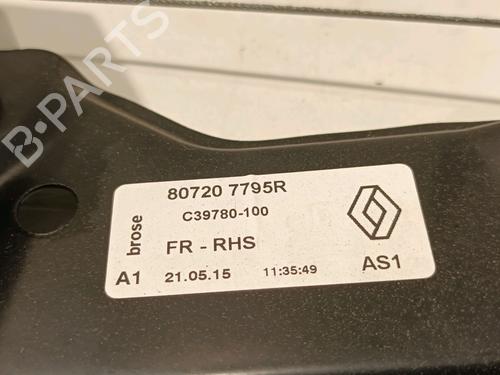 B-PARTS
80720 7795R
C39780-100
brose
FR - RHS
A1
21.05.15
11:35:49
AS1